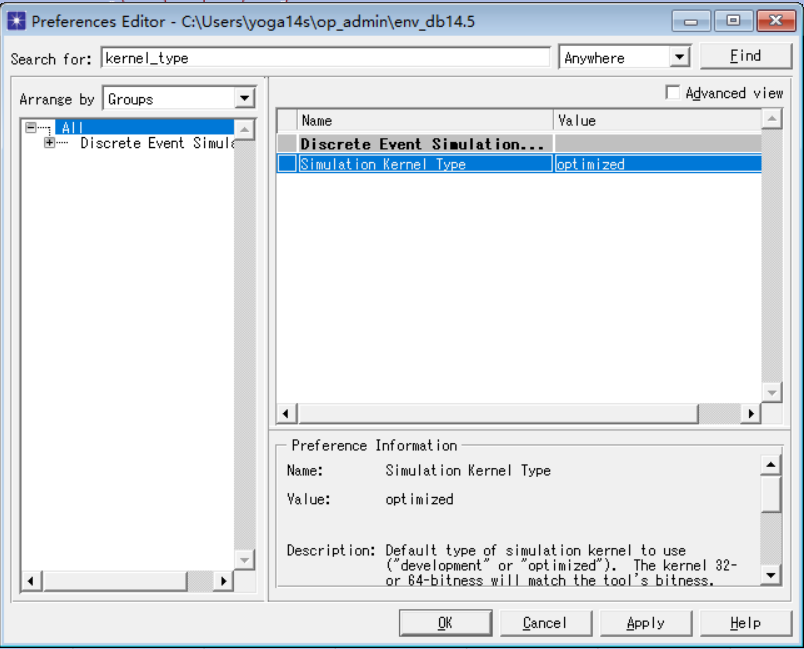 Preferences Editor - C:\Users\yoga14s\op_admin\env_db14.5
Search for: kernel_type Anywhere Find
Arrange by Groups
All
Discrete Event Simula
Advanced view
Name Value
Discrete Event Simulation...
Simulation Kernel Type optimized
Preference Information
Name: Simulation Kernel Type
Value: optimized
Description: Default type of simulation kernel to use
("development" or "optimized"). The kernel 32-
or 64-bitness will match the tool's bitness.
OK Cancel Apply Help